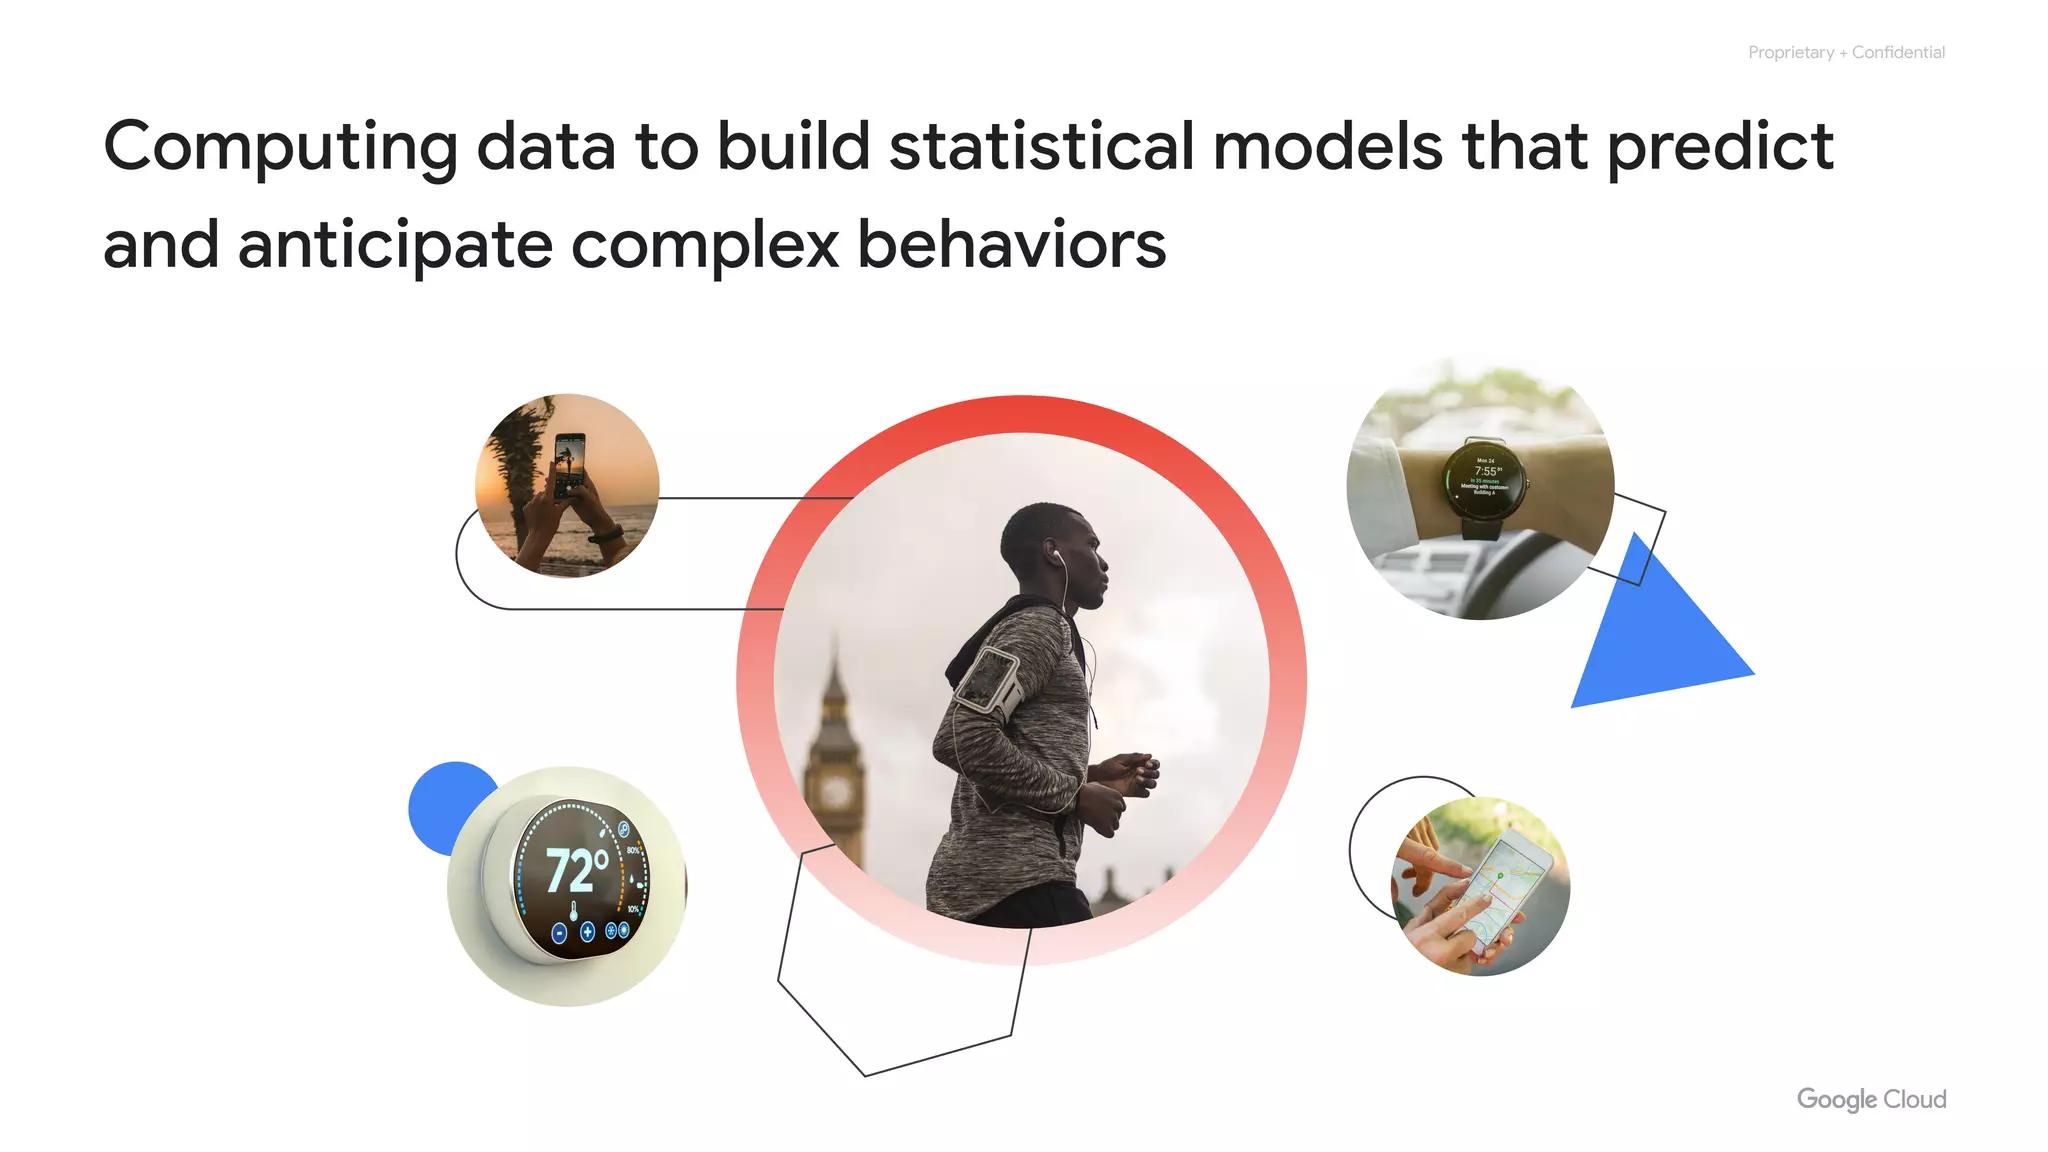 Proprietary + Confidential
Computing data to build statistical models that predict
and anticipate complex behaviors
Mon 24
7:55
in 35 minutes
Meeting with customer
Building A
72°
80%
10%
Google Cloud